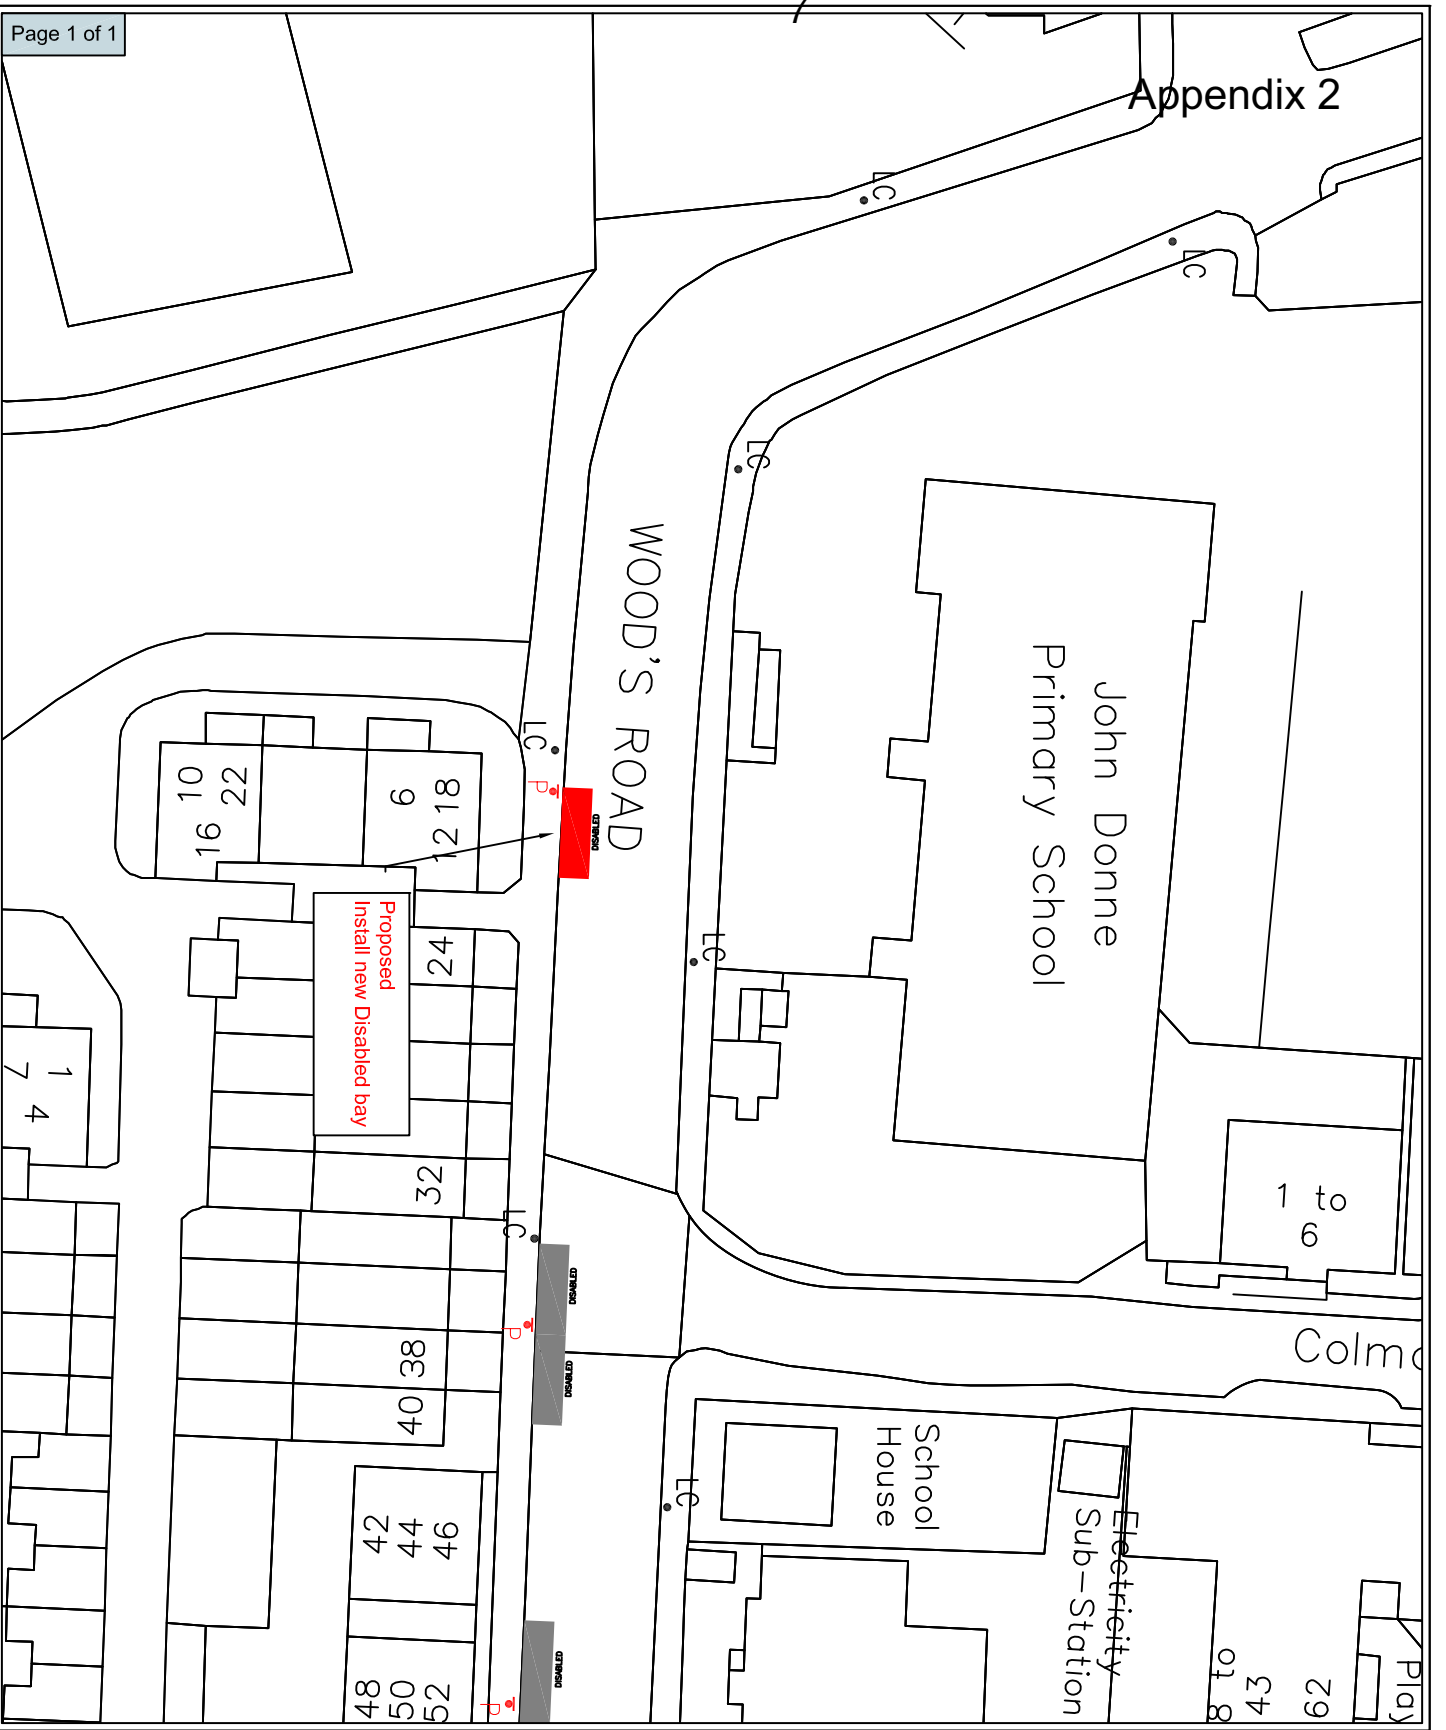 Page 1 of 1
7
Appendix 2
LC
LC
LC
WOOD'S ROAD
John Donne
Primary School
LC
P
DISABLED
10
22
16
6
18
12
Proposed
Install new Disabled bay
24
LC
1
4
7
32
1 to
6
LC
DISABLED
P
DISABLED
38
40
Colm
School
House
LC
42
44
46
Electricity
Sub-Station
DISABLED
P
48
50
52
to
8
43
62
Play